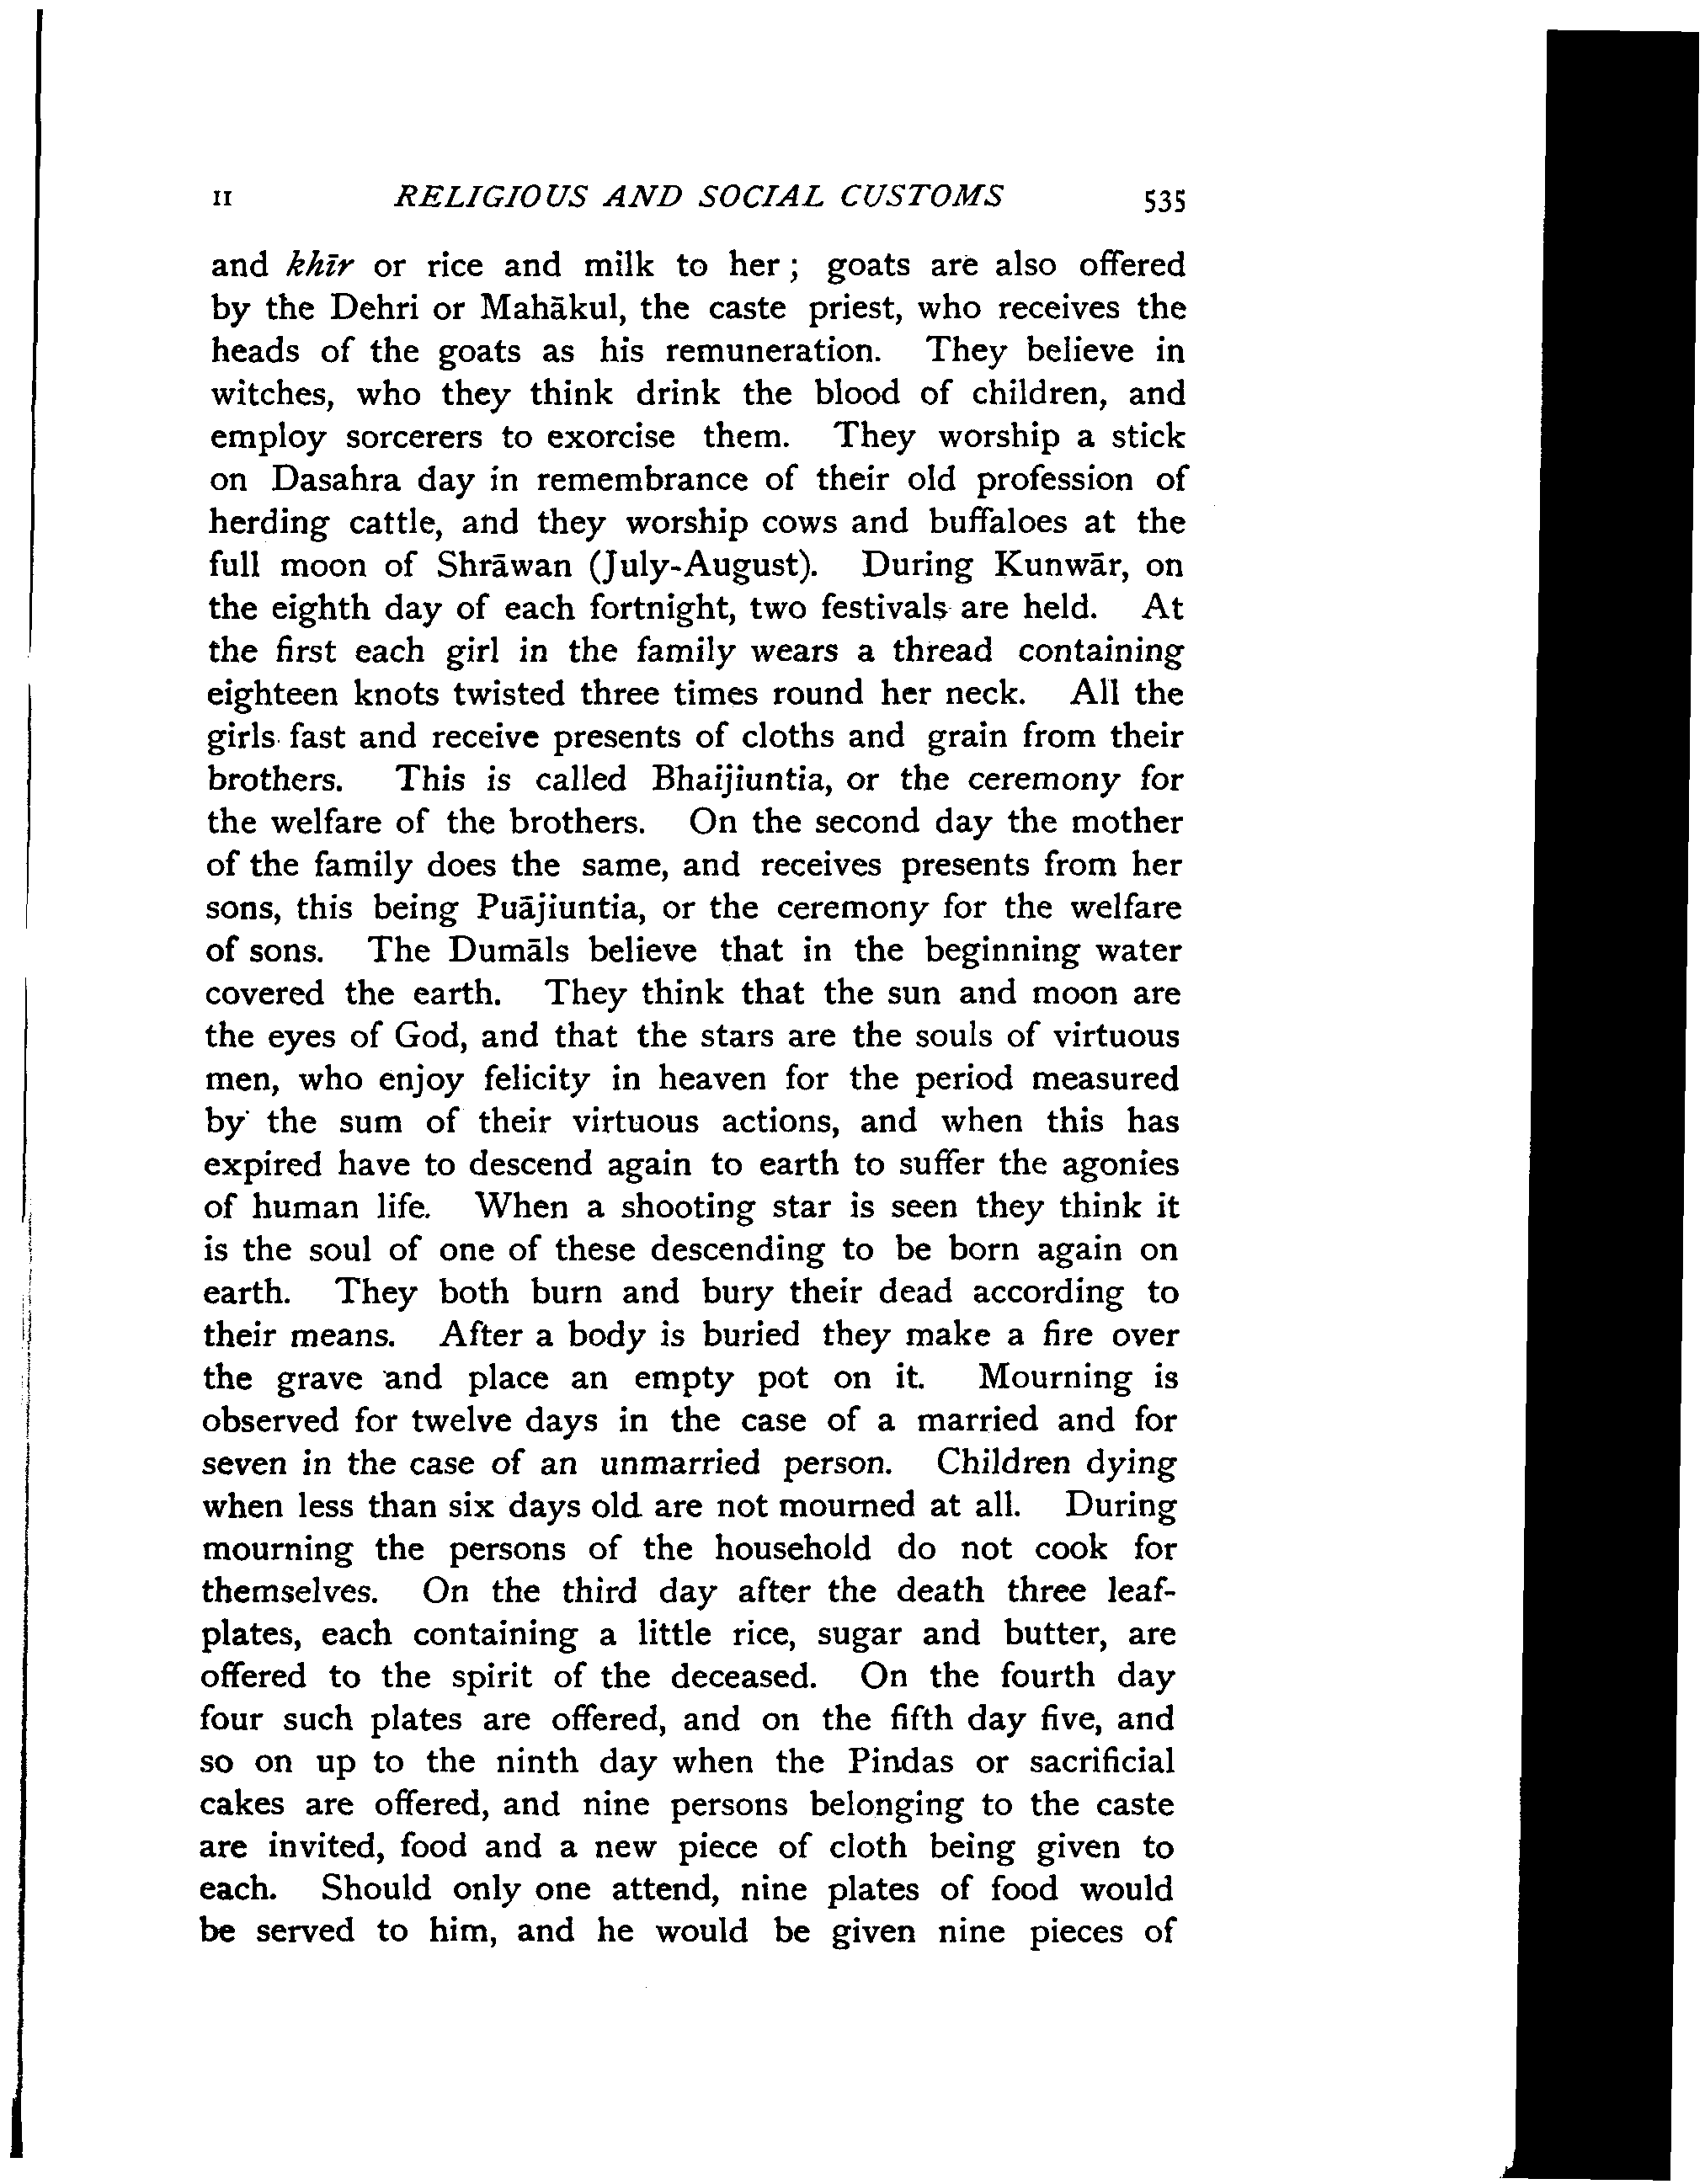 II RELIGIOUS AND SOCIAL CUSTOMS 535
and khīr or rice and milk to her; goats are also offered
by the Dehri or Mahākul, the caste priest, who receives the
heads of the goats as his remuneration. They believe in
witches, who they think drink the blood of children, and
employ sorcerers to exorcise them. They worship a stick
on Dasahra day in remembrance of their old profession of
herding cattle, and they worship cows and buffaloes at the
full moon of Shrāwan (July-August). During Kunwār, on
the eighth day of each fortnight, two festivals are held. At
the first each girl in the family wears a thread containing
eighteen knots twisted three times round her neck. All the
girls fast and receive presents of cloths and grain from their
brothers. This is called Bhaijiuntia, or the ceremony for
the welfare of the brothers. On the second day the mother
of the family does the same, and receives presents from her
sons, this being Puājiuntia, or the ceremony for the welfare
of sons. The Dumāls believe that in the beginning water
covered the earth. They think that the sun and moon are
the eyes of God, and that the stars are the souls of virtuous
men, who enjoy felicity in heaven for the period measured
by the sum of their virtuous actions, and when this has
expired have to descend again to earth to suffer the agonies
of human life. When a shooting star is seen they think it
is the soul of one of these descending to be born again on
earth. They both burn and bury their dead according to
their means. After a body is buried they make a fire over
the grave and place an empty pot on it. Mourning is
observed for twelve days in the case of a married and for
seven in the case of an unmarried person. Children dying
when less than six days old are not mourned at all. During
mourning the persons of the household do not cook for
themselves. On the third day after the death three leaf-
plates, each containing a little rice, sugar and butter, are
offered to the spirit of the deceased. On the fourth day
four such plates are offered, and on the fifth day five, and
so on up to the ninth day when the Pindas or sacrificial
cakes are offered, and nine persons belonging to the caste
are invited, food and a new piece of cloth being given to
each. Should only one attend, nine plates of food would
be served to him, and he would be given nine pieces of